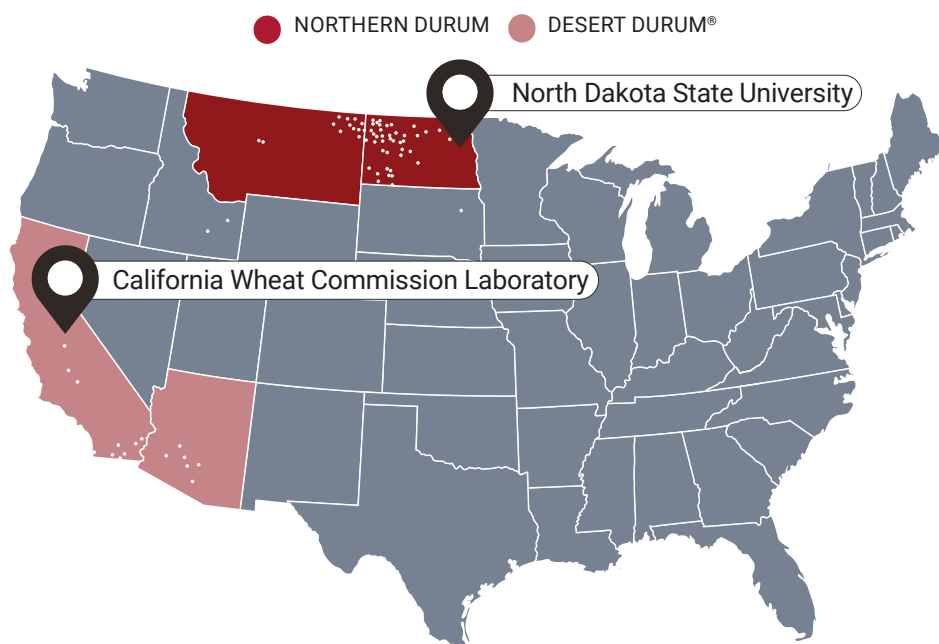 NORTHERN DURUM
DESERT DURUM®
North Dakota State University
California Wheat Commission Laboratory